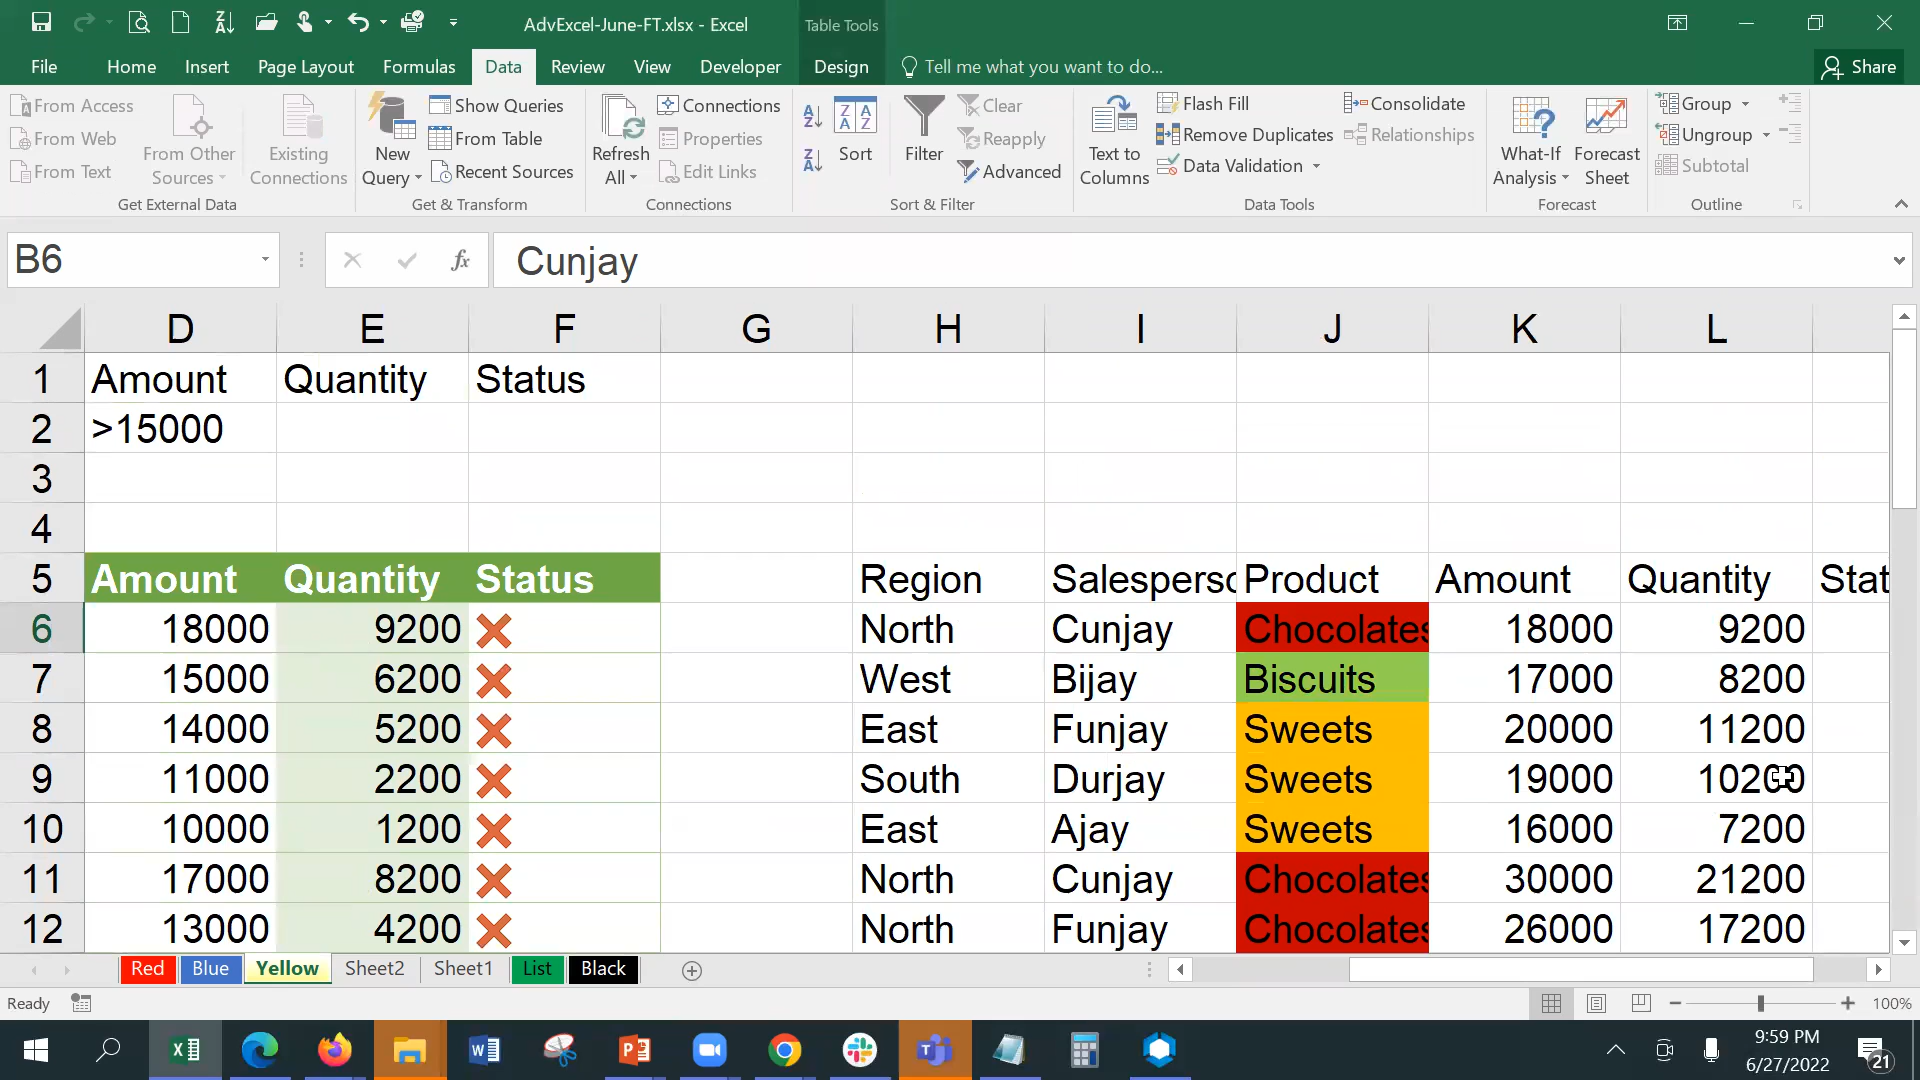 AdvExcel-June-FT.xlsx - Excel
Table Tools
File Home Insert Page Layout Formulas Data Review View Developer Design Tell me what you want to do... Share
From Access
From Web
From Text
From Other Sources
Existing Connections
Get External Data
New Query
Show Queries
From Table
Recent Sources
Get & Transform
Refresh All
Connections
Properties
Edit Links
Connections
Sort
Filter
Clear
Reapply
Advanced
Sort & Filter
Text to Columns
Flash Fill
Remove Duplicates
Data Validation
Consolidate
Relationships
Data Tools
What-If Analysis
Forecast Sheet
Forecast
Group
Ungroup
Subtotal
Outline
B6 fx Cunjay
D E F G H I J K L
1 Amount Quantity Status
2 >15000
3
4
5 Amount Quantity Status Region Salesperso Product Amount Quantity Stat
6 18000 9200 North Cunjay Chocolates 18000 9200
7 15000 6200 West Bijay Biscuits 17000 8200
8 14000 5200 East Funjay Sweets 20000 11200
9 11000 2200 South Durjay Sweets 19000 10200
10 10000 1200 East Ajay Sweets 16000 7200
11 17000 8200 North Cunjay Chocolates 30000 21200
12 13000 4200 North Funjay Chocolates 26000 17200
Red Blue Yellow Sheet2 Sheet1 List Black
Ready 100%
9:59 PM
6/27/2022
21